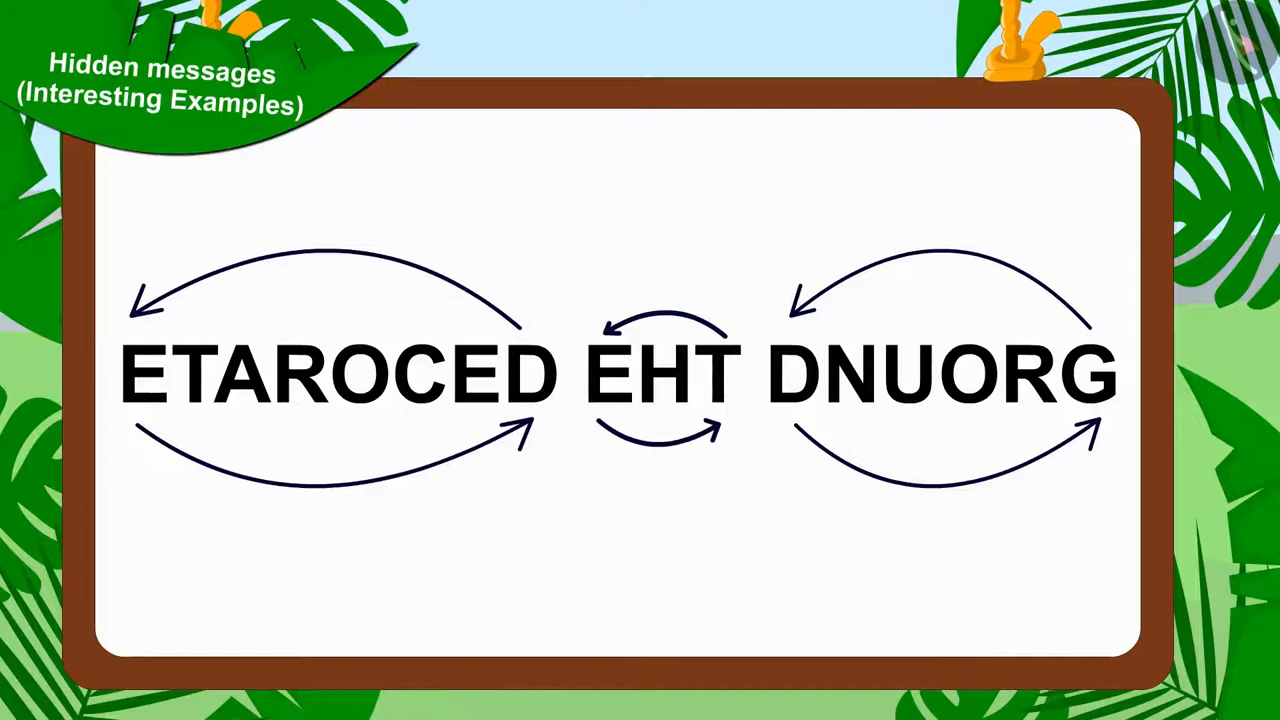 Hidden messages
(Interesting Examples)
ETAROCED EHT DNUORG